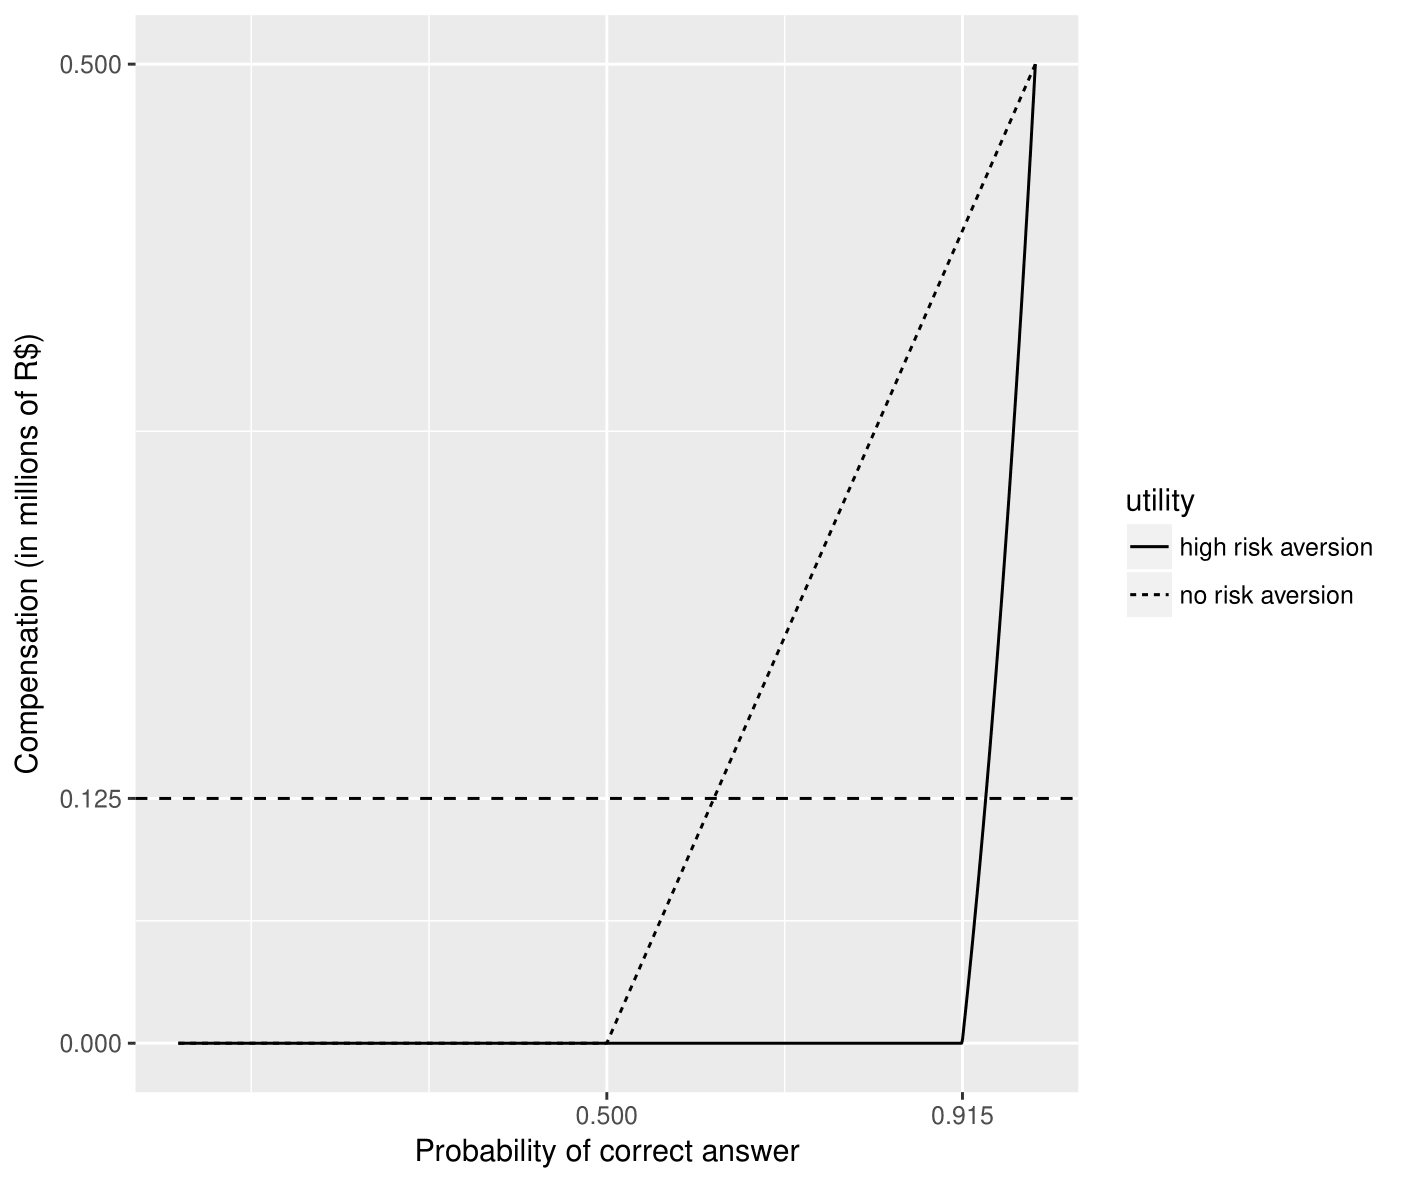 0.500
0.125
0.000
Compensation (in millions of R$)
0.500
0.915
Probability of correct answer
utility
high risk aversion
no risk aversion